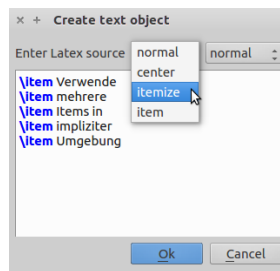 × + Create text object
Enter Latex source
normal
center
itemize
item
normal
\item Verwende
\item mehrere
\item Items in
\item impliziter
\item Umgebung
Ok
Cancel